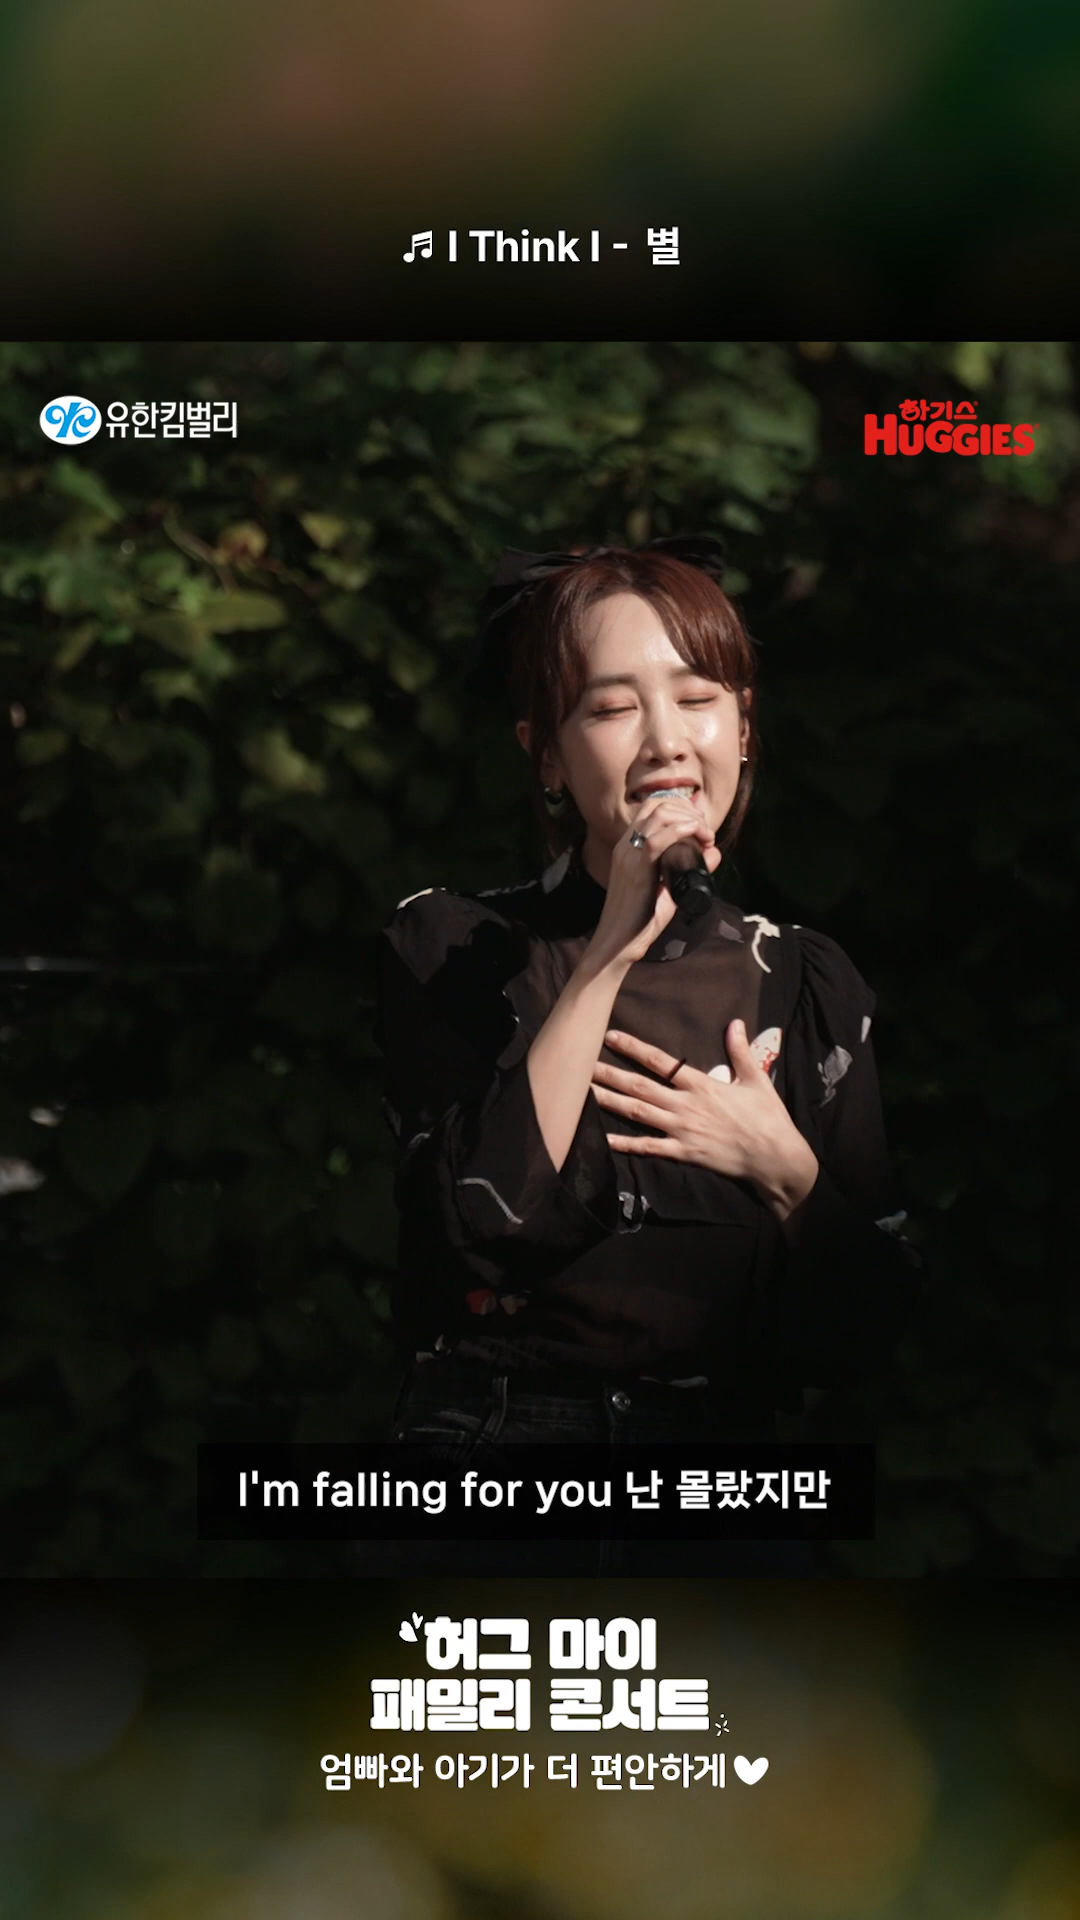 ♬ I Think I - 별
유한킴벌리
하기스
HUGGIES
I'm falling for you 난 몰랐지만
허그 마이
패밀리 콘서트
엄빠와 아기가 더 편안하게♥